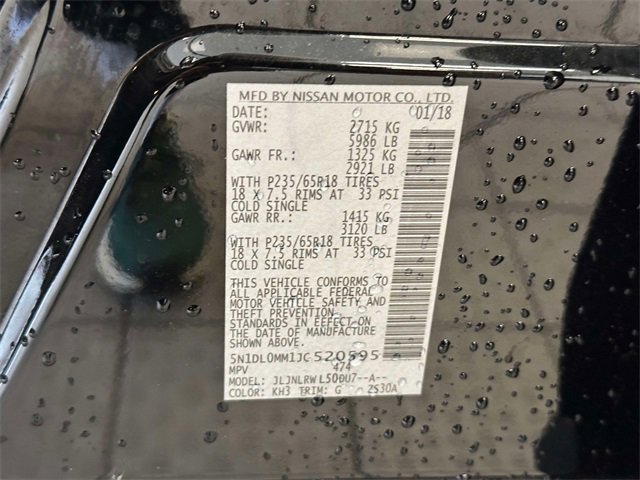 MFD BY NISSAN MOTOR CO., LTD.
DATE: 01/18
GVWR: 2715 KG
5986 LB
GAWR FR.: 1325 KG
2921 LB
WITH P235/65R18 TIRES
18 X 7.5 RIMS AT 33 PSI
COLD SINGLE
GAWR RR.: 1415 KG
3120 LB
WITH P235/65R18 TIRES
18 X 7.5 RIMS AT 33 PSI
COLD SINGLE
THIS VEHICLE CONFORMS TO
ALL APPLICABLE FEDERAL
MOTOR VEHICLE SAFETY AND
THEFT PREVENTION
STANDARDS IN EFFECT ON
THE DATE OF MANUFACTURE
SHOWN ABOVE.
5N1DL0MM1JC520595
MPV 474
MODEL: JLJNLRWL50DU7--A--
COLOR: KH3 TRIM: G ZS30A